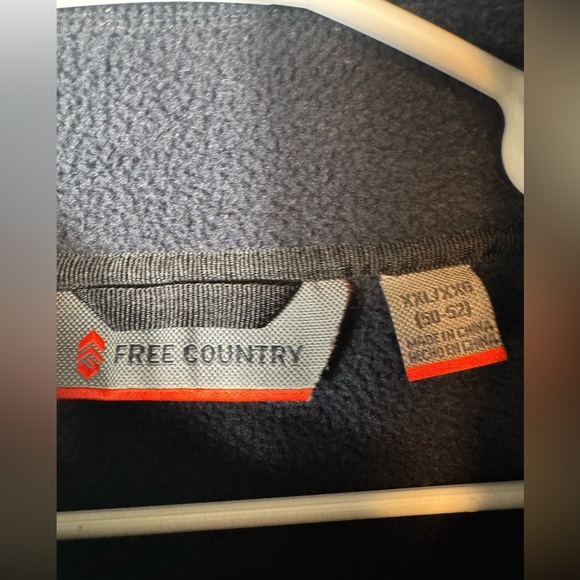 FREE COUNTRY
XXL/XXG
(50-52)
MADE IN CHINA
HECHO EN CHINA